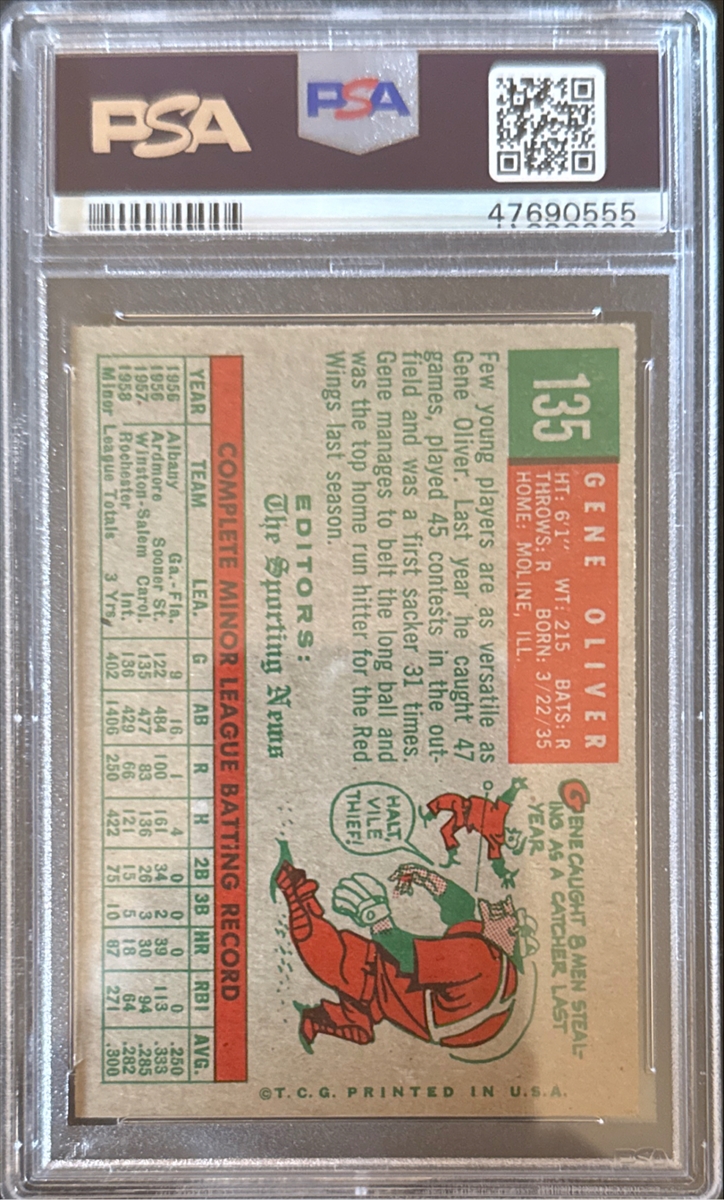 PSA
PSA
47690555
135
GENE OLIVER
HT: 6'1" WT: 215 BATS: R
THROWS: R BORN: 3/22/35
HOME: MOLINE, ILL.
Few young players are as versatile as
Gene Oliver. Last year he caught 47
games, played 45 contests in the out-
field and was a first sacker 31 times.
Gene manages to belt the long ball and
was the top home run hitter for the Red
Wings last season.
EDITORS:
The Sporting News
GENE CAUGHT 8 MEN STEAL-
ING AS A CATCHER LAST
YEAR
HALT,
VILE
THIEF!
COMPLETE MINOR LEAGUE BATTING RECORD
YEAR TEAM LEA. G AB R H 2B 3B HR RBI AVG.
1956 Albany Ga.-Fla. 9 16 1 4 0 0 0 0 .250
1956 Ardmore Sooner St. 122 484 100 161 34 2 39 113 .333
1957 Winston-Salem Carol. 135 477 83 136 26 3 30 94 .285
1958 Rochester Int. 136 429 66 121 15 5 18 64 .282
Minor League Totals 3 Yrs. 402 1406 250 422 75 10 87 271 .300
©T.C.G. PRINTED IN U.S.A.
PSA